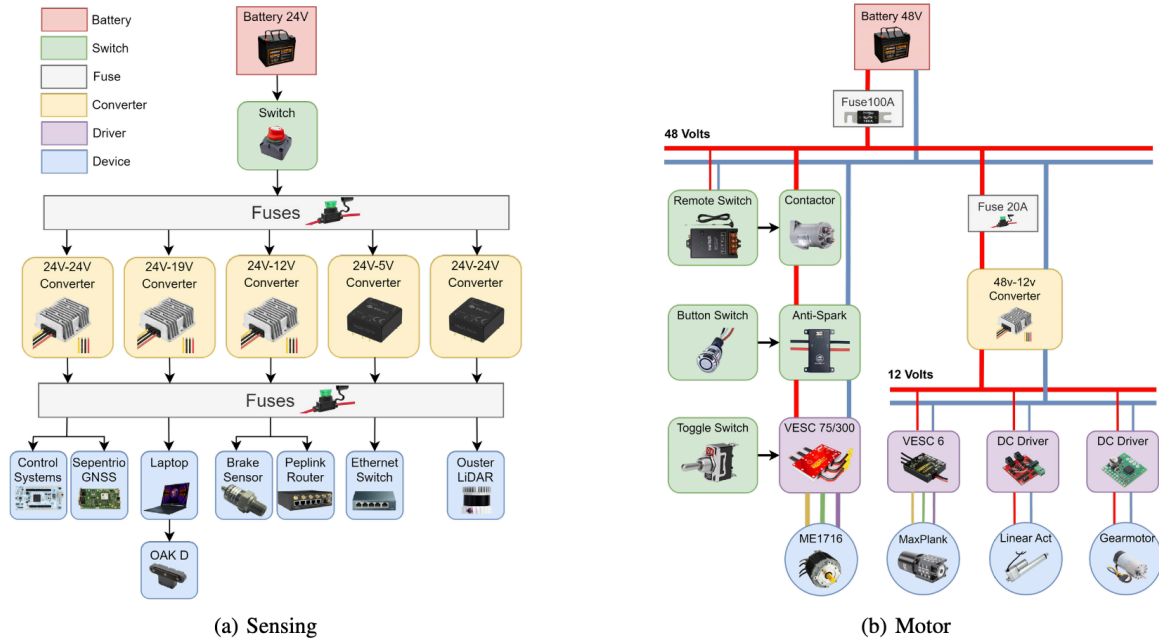 Battery
Switch
Fuse
Converter
Driver
Device
Battery 24V
Switch
Fuses
24V-24V
Converter
24V-19V
Converter
24V-12V
Converter
24V-5V
Converter
24V-24V
Converter
Fuses
Control
Systems
Sepentrio
GNSS
Laptop
Brake
Sensor
Peplink
Router
Ethernet
Switch
Ouster
LiDAR
OAK D
(a) Sensing
Battery 48V
Fuse100A
48 Volts
Remote Switch
Contactor
Fuse 20A
48v-12v
Converter
Button Switch
Anti-Spark
12 Volts
Toggle Switch
VESC 75/300
VESC 6
DC Driver
DC Driver
ME1716
MaxPlank
Linear Act
Gearmotor
(b) Motor